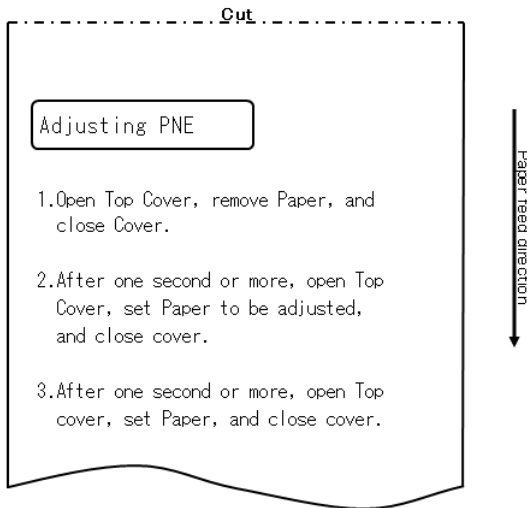 Cut
Adjusting PNE
1.Open Top Cover, remove Paper, and
close Cover.
2.After one second or more, open Top
Cover, set Paper to be adjusted,
and close cover.
3.After one second or more, open Top
cover, set Paper, and close cover.
Paper feed direction